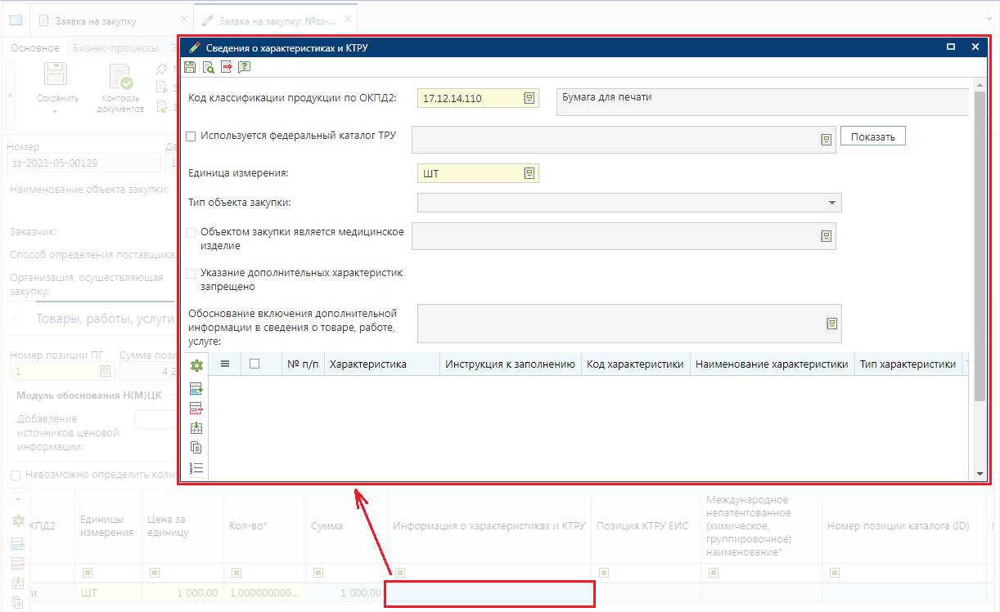 Заявка на закупку
Заявка на закупку: №зз-...
Основное
Бизнес-процессы
Сохранить
Контроль
документов
Номер
Да
зз-2023-05-00129
1
Наименование объекта закупки:
Заказчик:
Способ определения поставщика:
Организация, осуществляющая
закупку:
Товары, работы, услуги
Номер позиции ПГ
Сумма пози
1
4 2
Модуль обоснования Н(М)ЦК
Добавление
источников ценовой
информации:
Невозможно определить коли
Сведения о характеристиках и КТРУ
Код классификации продукции по ОКПД2:
17.12.14.110
Бумага для печати
Используется федеральный каталог ТРУ
Показать
Единица измерения:
ШТ
Тип объекта закупки:
Объектом закупки является медицинское
изделие
Указание дополнительных характеристик
запрещено
Обоснование включения дополнительной
информации в сведения о товаре, работе,
услуге:
№ п/п
Характеристика
Инструкция к заполнению
Код характеристики
Наименование характеристики
Тип характеристики
КПД2
Единицы
измерения
Цена за
единицу
Кол-во*
Сумма
Информация о характеристиках и КТРУ
Позиция КТРУ ЕИС
Международное
непатентованное
(химическое,
группировочное)
наименование*
Номер позиции каталога (ID)
и
ШТ
1 000,00
1,000000000...
1 000,00